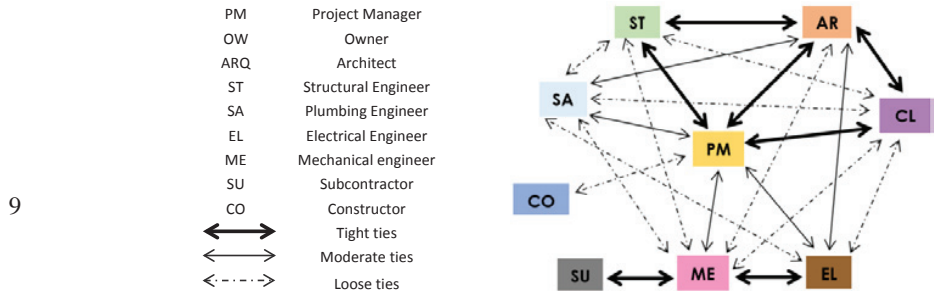 PM Project Manager
OW Owner
ARQ Architect
ST Structural Engineer
SA Plumbing Engineer
EL Electrical Engineer
ME Mechanical engineer
SU Subcontractor
9
CO Constructor
Tight ties
Moderate ties
Loose ties
ST AR
SA
CL
PM
CO
SU ME EL